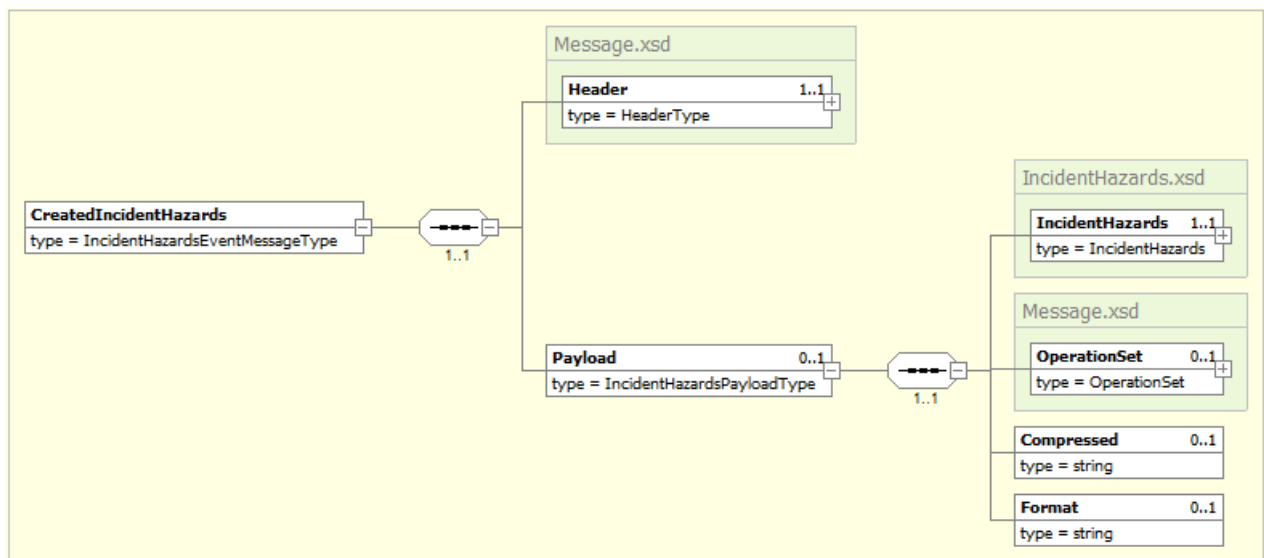 Message.xsd
Header 1..1
type = HeaderType
CreatedIncidentHazards
type = IncidentHazardsEventMessageType
1..1
Payload 0..1
type = IncidentHazardsPayloadType
1..1
IncidentHazards.xsd
IncidentHazards 1..1
type = IncidentHazards
Message.xsd
OperationSet 0..1
type = OperationSet
Compressed 0..1
type = string
Format 0..1
type = string